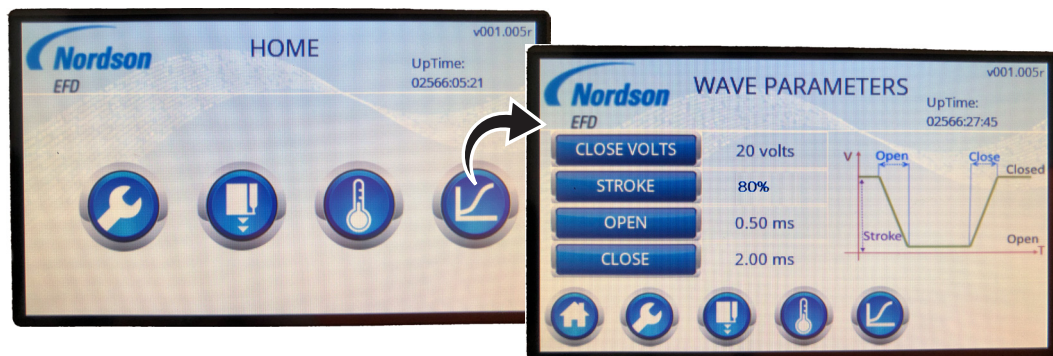 Nordson
EFD
HOME
v001.005r
UpTime:
02566:05:21
Nordson
EFD
WAVE PARAMETERS
v001.005r
UpTime:
02566:27:45
CLOSE VOLTS 20 volts
STROKE 80%
OPEN 0.50 ms
CLOSE 2.00 ms
V Open Close
Closed
Stroke Open
T